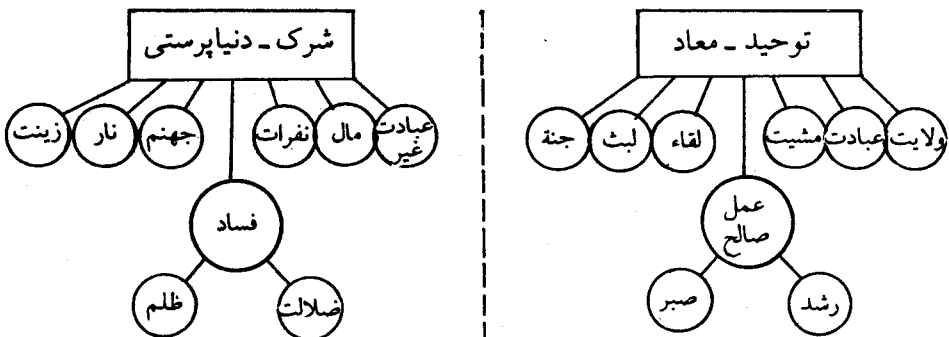 توحید ـ معاد
شرک ـ دنیاپرستی
ولایت
عبادت
مشیت
لقاء
لبث
جنة
عبادت
غیر
مال
نفرات
جهنم
نار
زینت
عمل
صالح
فساد
رشد
صبر
ضلالت
ظلم